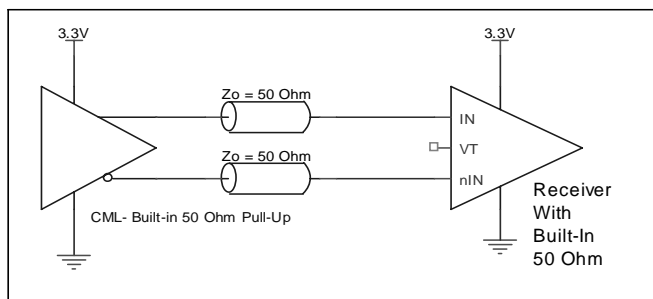 3.3V
3.3V
Zo = 50 Ohm
IN
VT
Zo = 50 Ohm
nIN
CML- Built-in 50 Ohm Pull-Up
Receiver
With
Built-In
50 Ohm